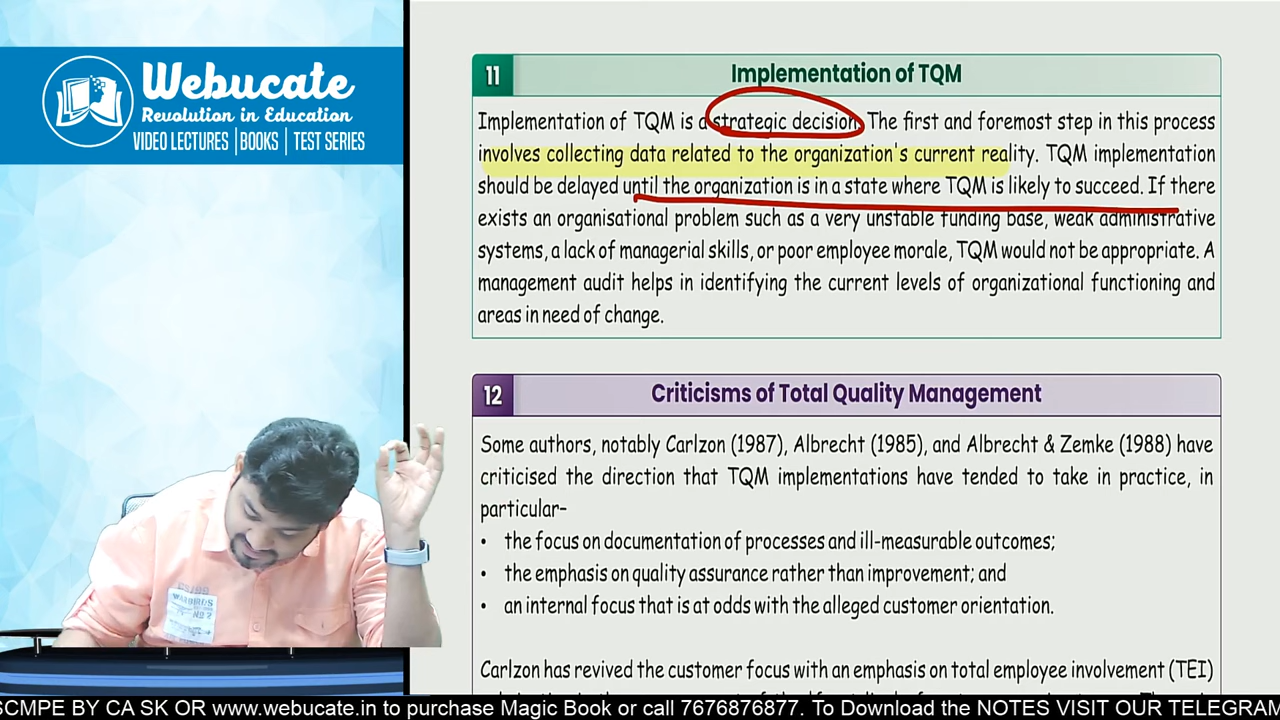 Webucate
Revolution in Education
VIDEO LECTURES | BOOKS | TEST SERIES
11
Implementation of TQM
Implementation of TQM is a strategic decision. The first and foremost step in this process
involves collecting data related to the organization's current reality. TQM implementation
should be delayed until the organization is in a state where TQM is likely to succeed. If there
exists an organisational problem such as a very unstable funding base, weak administrative
systems, a lack of managerial skills, or poor employee morale, TQM would not be appropriate. A
management audit helps in identifying the current levels of organizational functioning and
areas in need of change.
12
Criticisms of Total Quality Management
Some authors, notably Carlzon (1987), Albrecht (1985), and Albrecht & Zemke (1988) have
criticised the direction that TQM implementations have tended to take in practice, in
particular–
• the focus on documentation of processes and ill-measurable outcomes;
• the emphasis on quality assurance rather than improvement; and
• an internal focus that is at odds with the alleged customer orientation.
Carlzon has revived the customer focus with an emphasis on total employee involvement (TEI)
WARBIRDS
NO 2
SCMPE BY CA SK OR www.webucate.in to purchase Magic Book or call 7676876877. To Download the NOTES VISIT OUR TELEGRAM